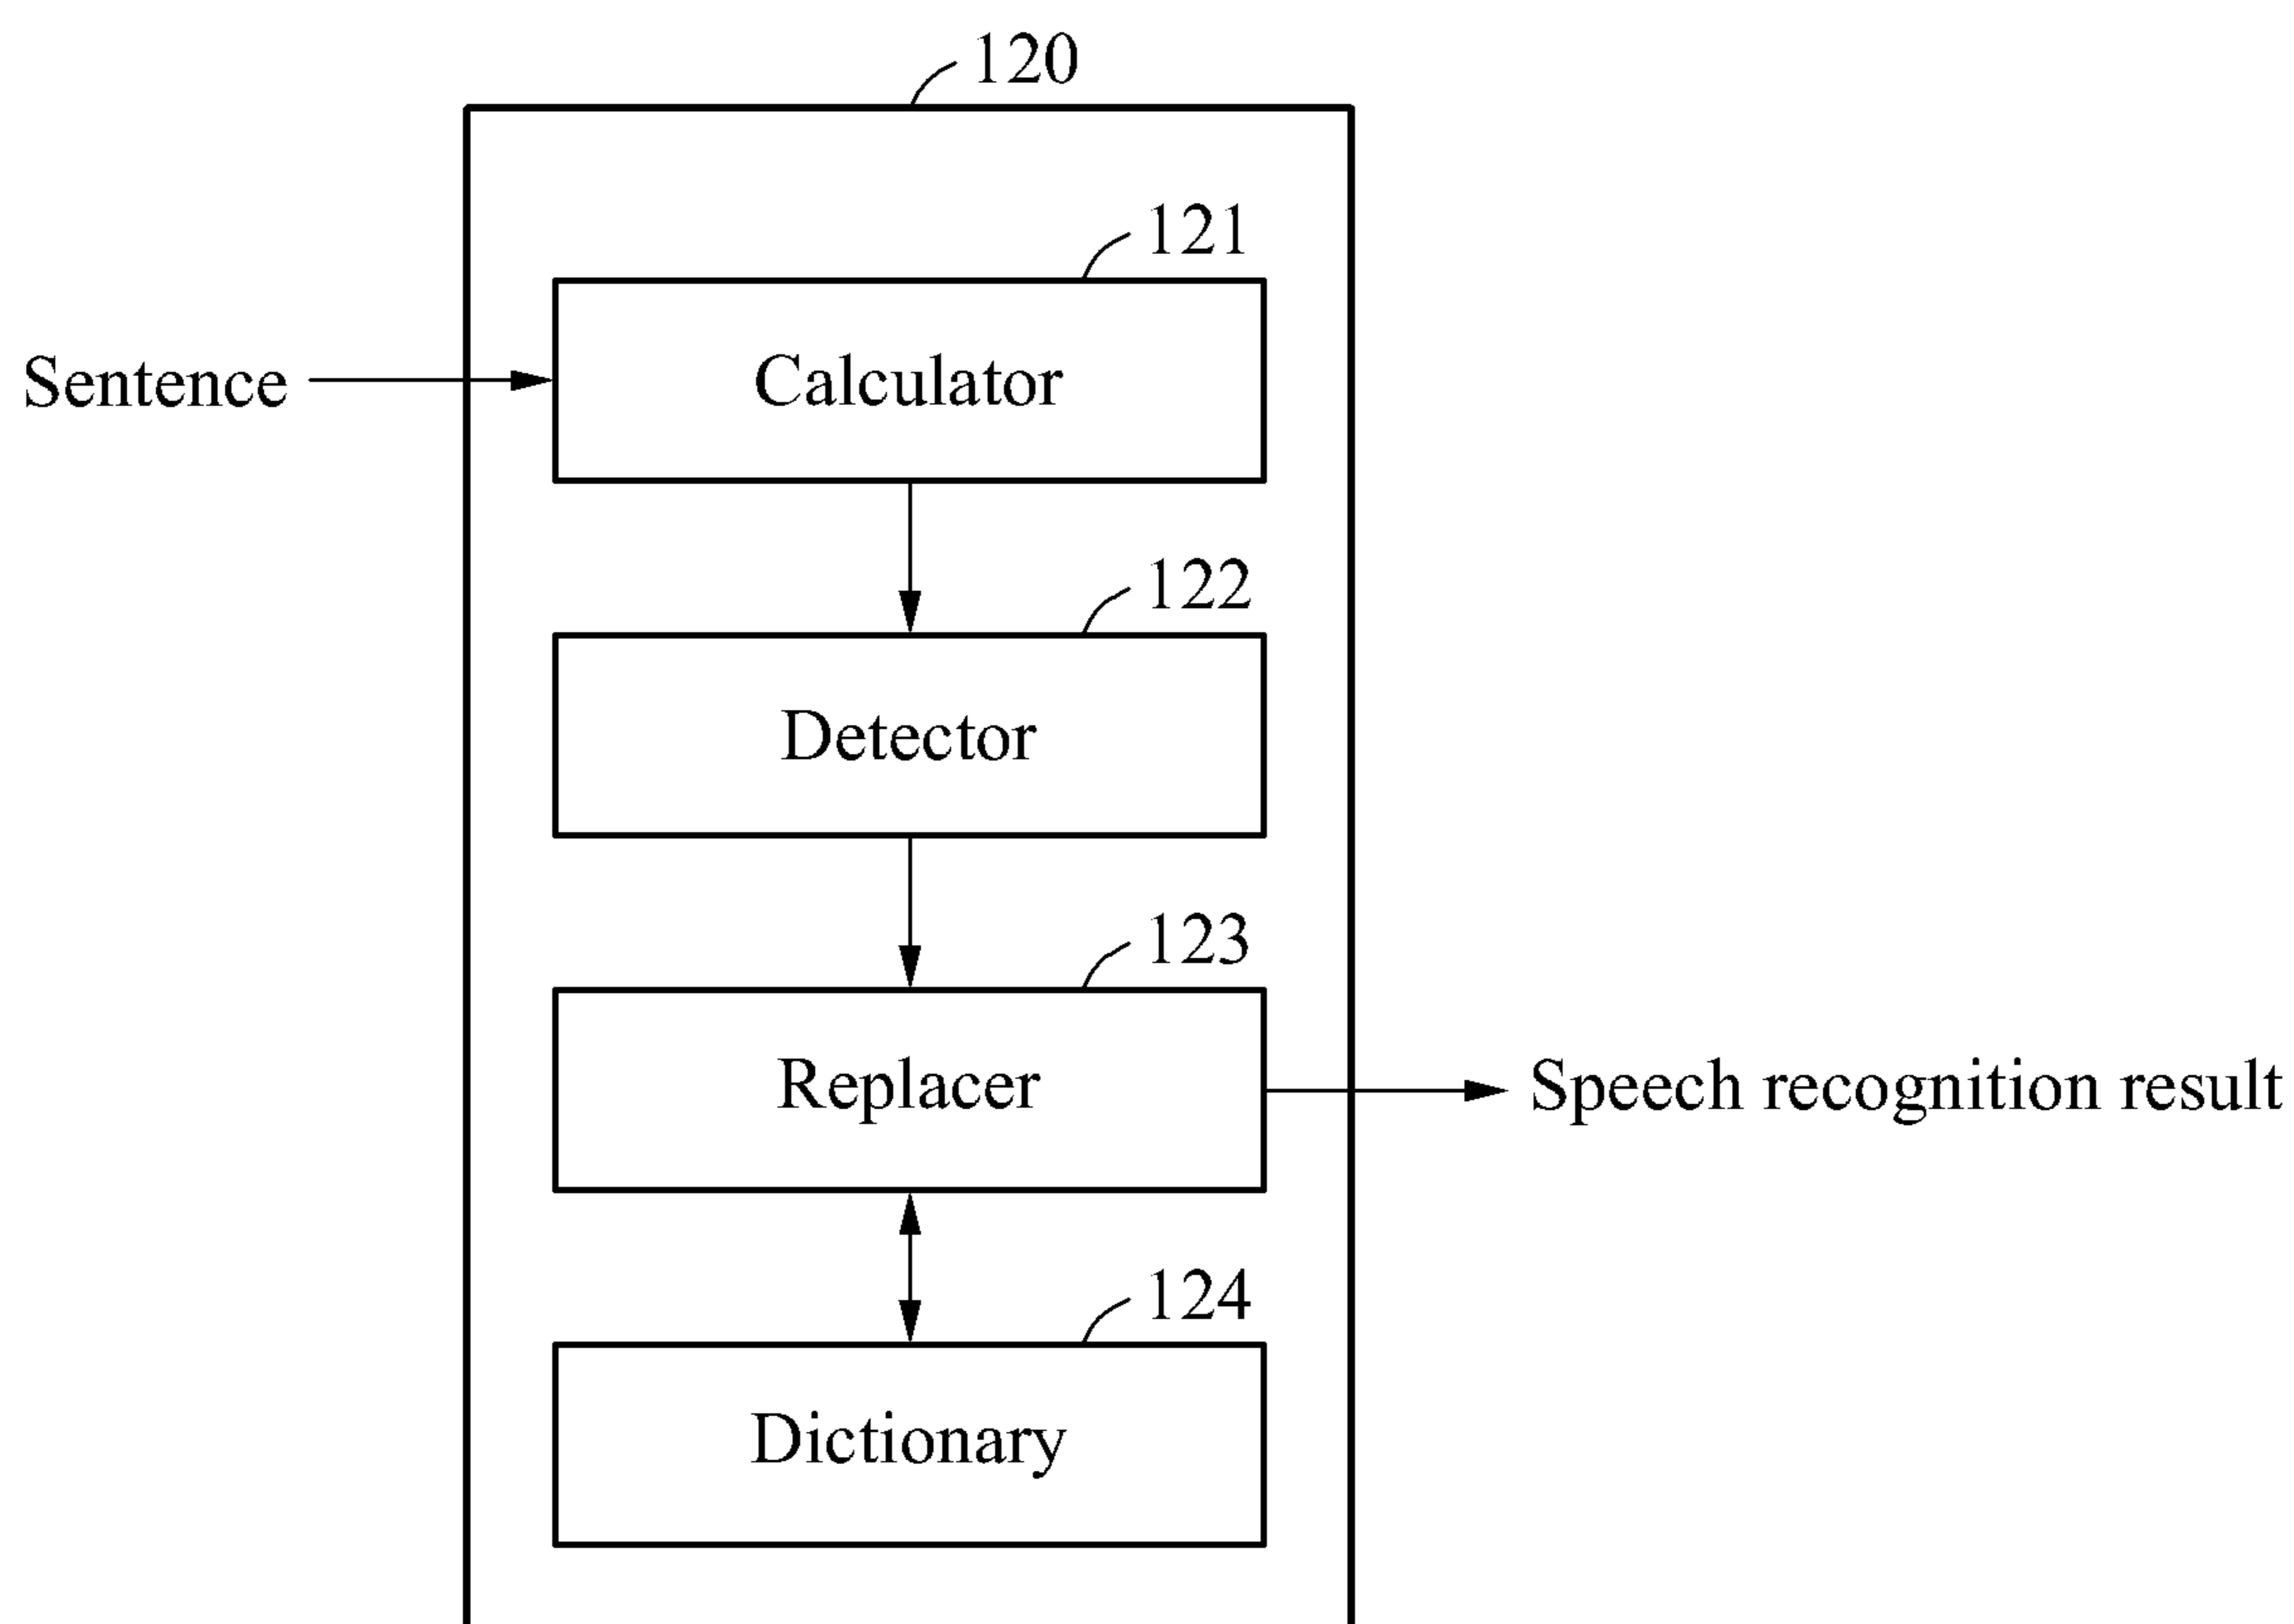 120
121
Sentence
Calculator
122
Detector
123
Replacer
Speech recognition result
124
Dictionary